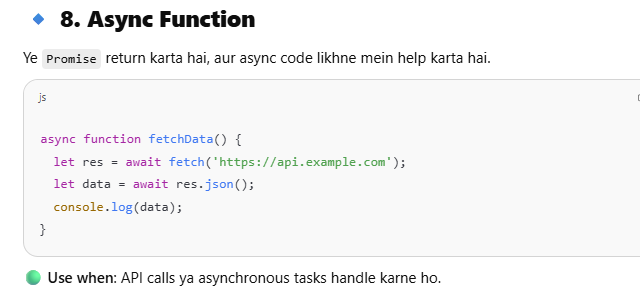 🔹 8. Async Function
Ye Promise return karta hai, aur async code likhne mein help karta hai.
js
async function fetchData() {
  let res = await fetch('https://api.example.com');
  let data = await res.json();
  console.log(data);
}
🟢 Use when: API calls ya asynchronous tasks handle karne ho.